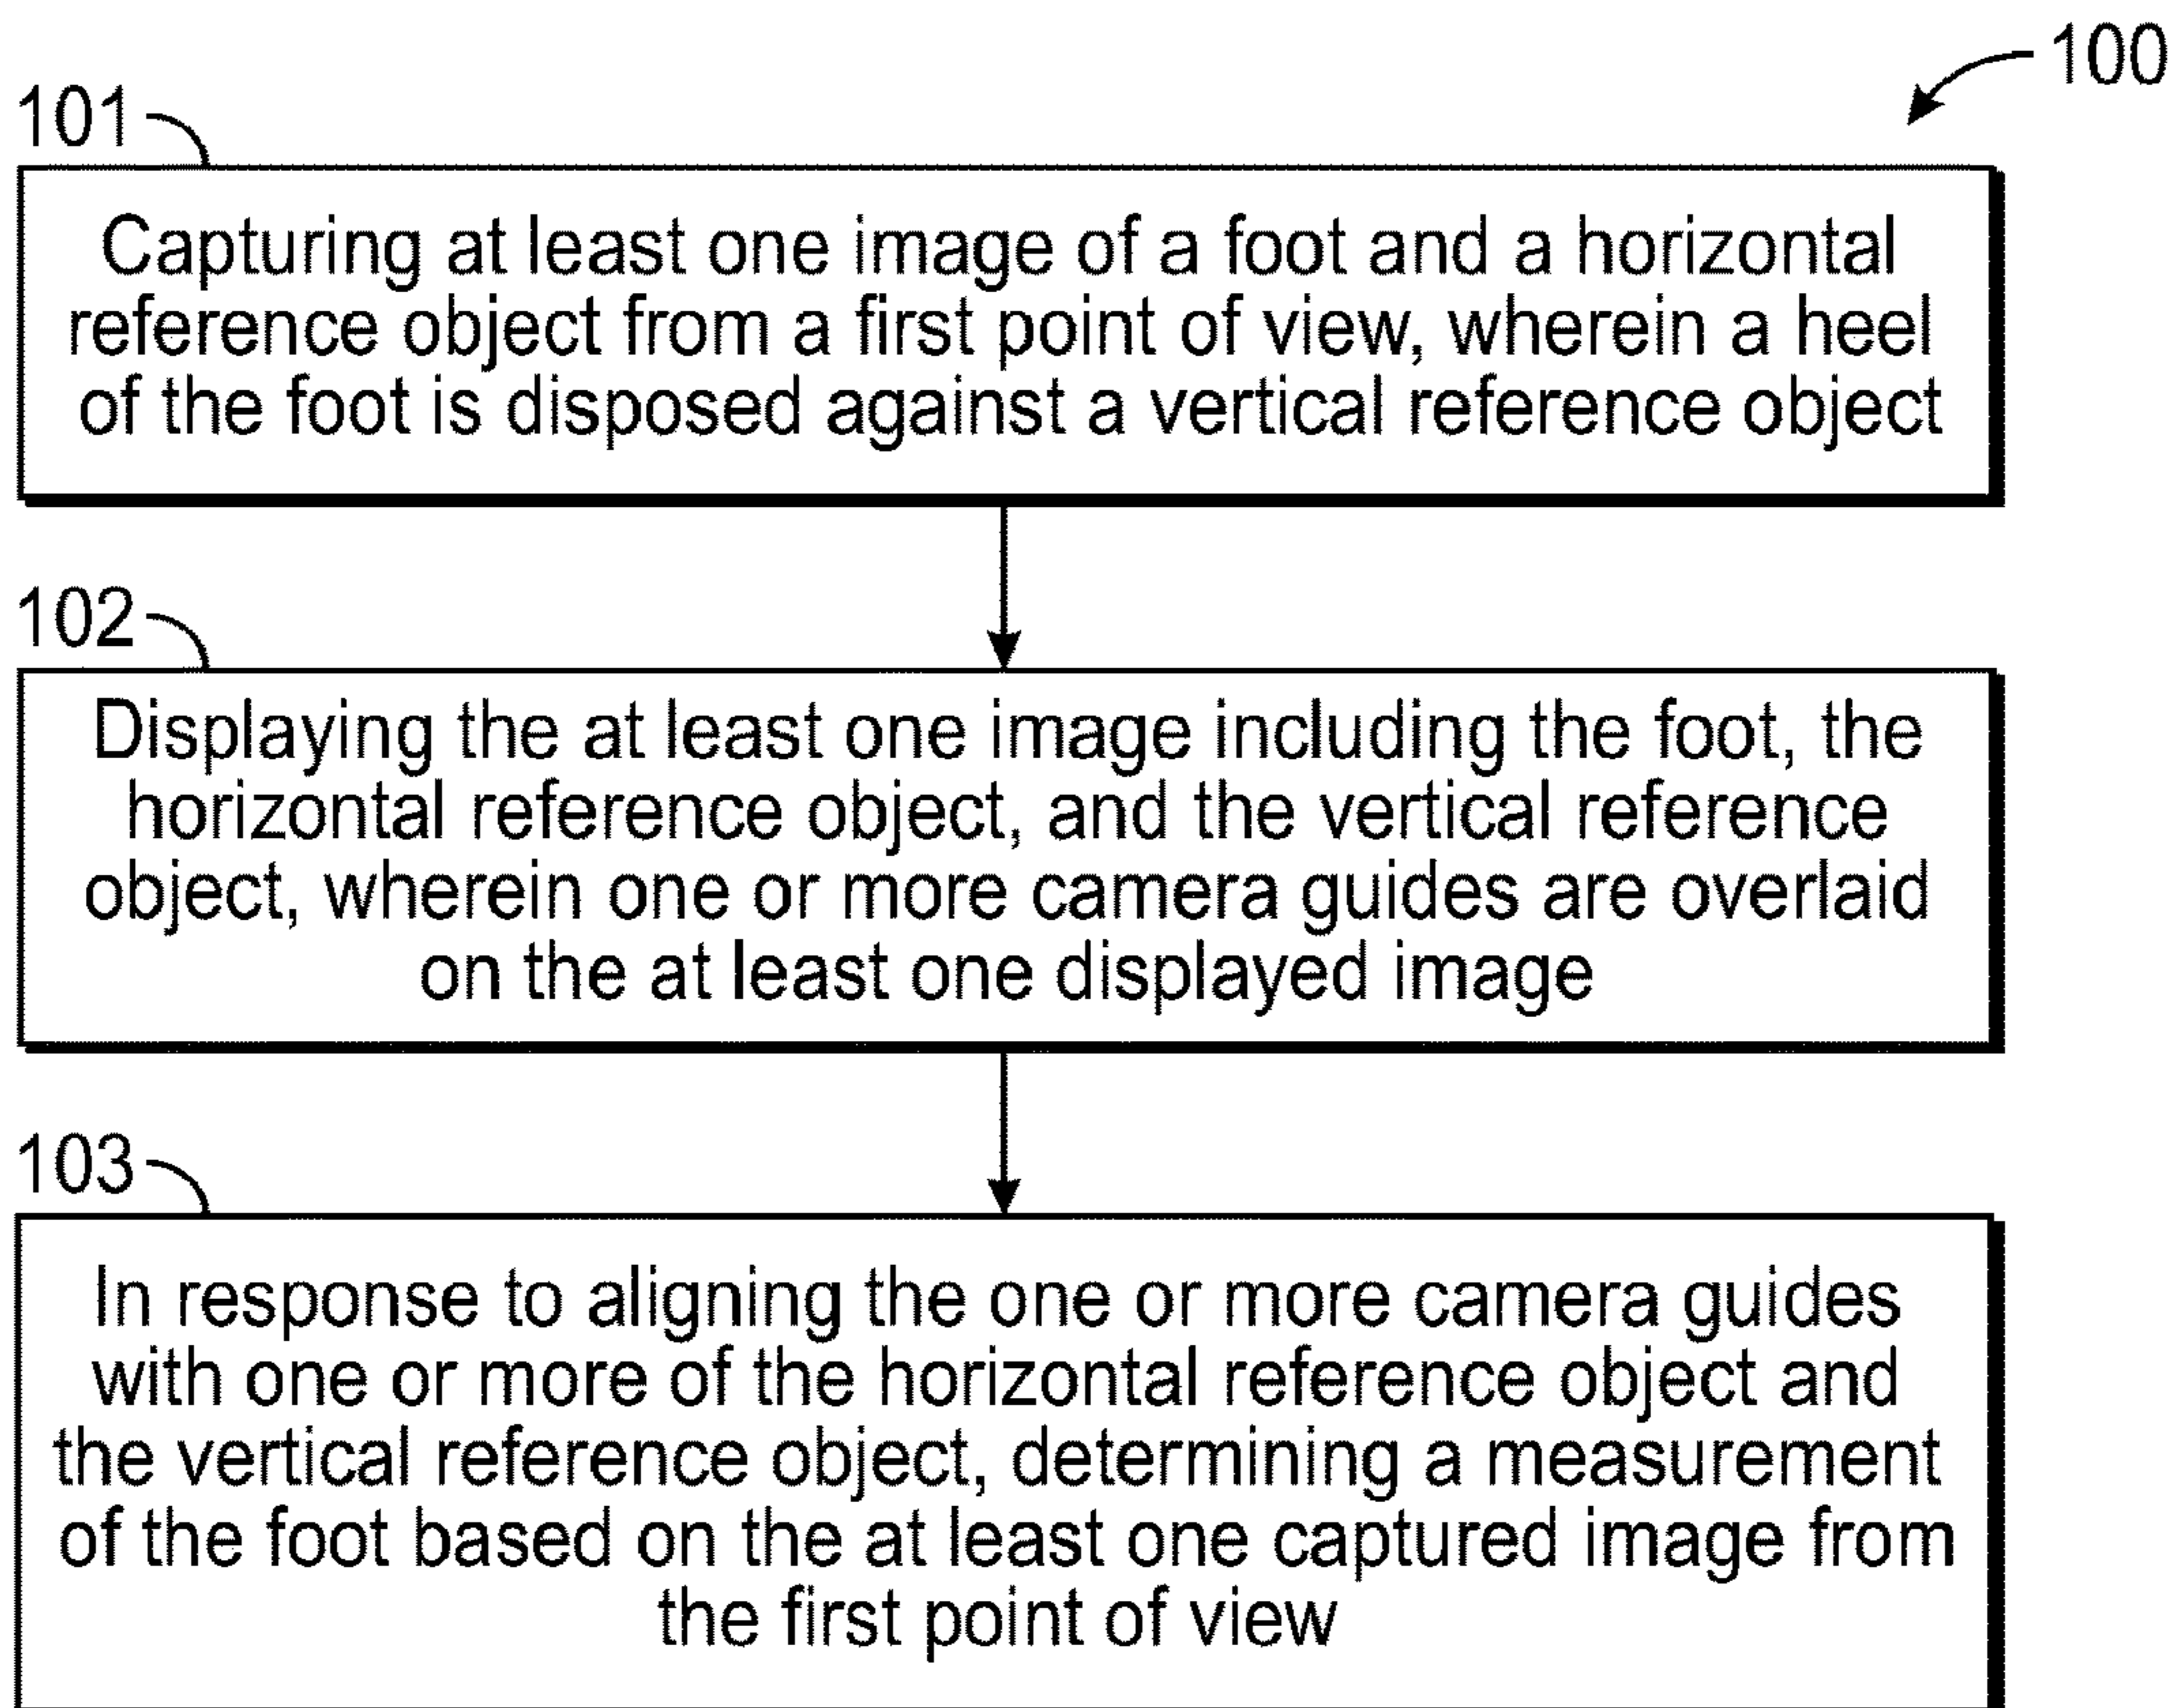 100
101
Capturing at least one image of a foot and a horizontal
reference object from a first point of view, wherein a heel
of the foot is disposed against a vertical reference object
102
Displaying the at least one image including the foot, the
horizontal reference object, and the vertical reference
object, wherein one or more camera guides are overlaid
on the at least one displayed image
103
In response to aligning the one or more camera guides
with one or more of the horizontal reference object and
the vertical reference object, determining a measurement
of the foot based on the at least one captured image from
the first point of view